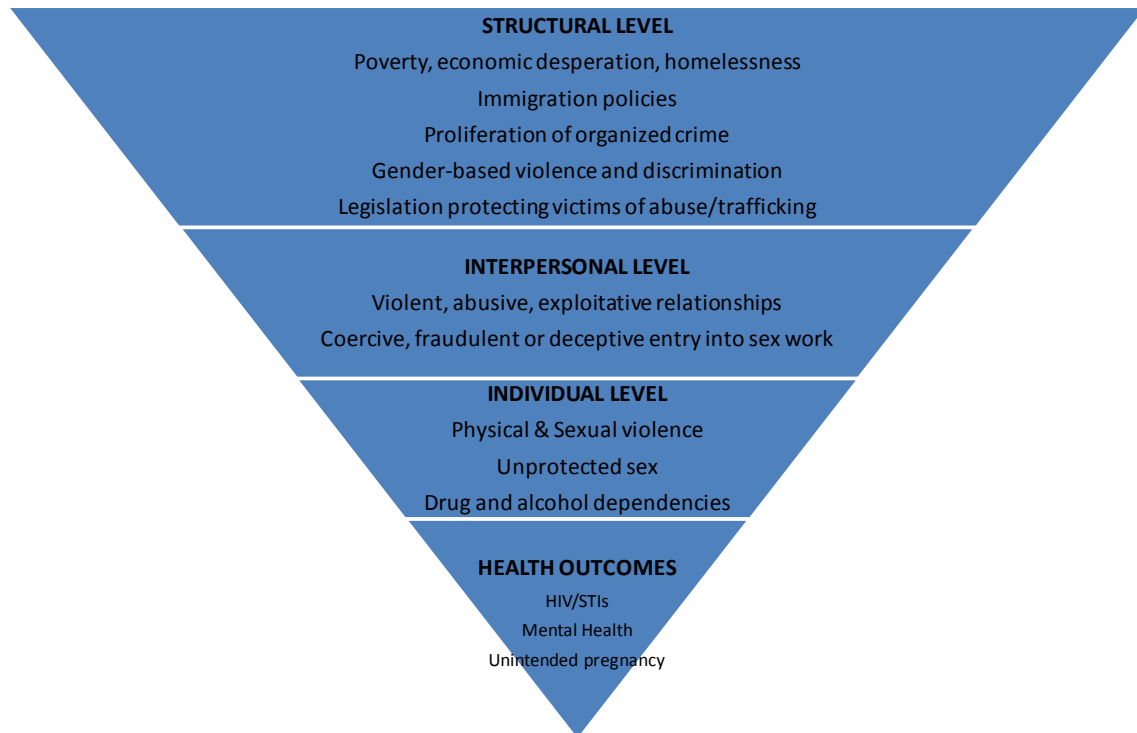 STRUCTURAL LEVEL
Poverty, economic desperation, homelessness
Immigration policies
Proliferation of organized crime
Gender-based violence and discrimination
Legislation protecting victims of abuse/trafficking
INTERPERSONAL LEVEL
Violent, abusive, exploitative relationships
Coercive, fraudulent or deceptive entry into sex work
INDIVIDUAL LEVEL
Physical & Sexual violence
Unprotected sex
Drug and alcohol dependencies
HEALTH OUTCOMES
HIV/STIs
Mental Health
Unintended pregnancy